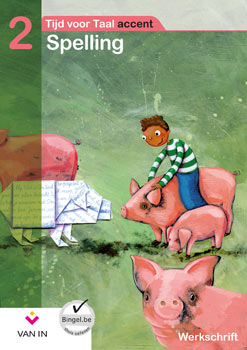 2
Tijd voor Taal accent
Spelling
VAN IN
Bingel.be
Werkschrift